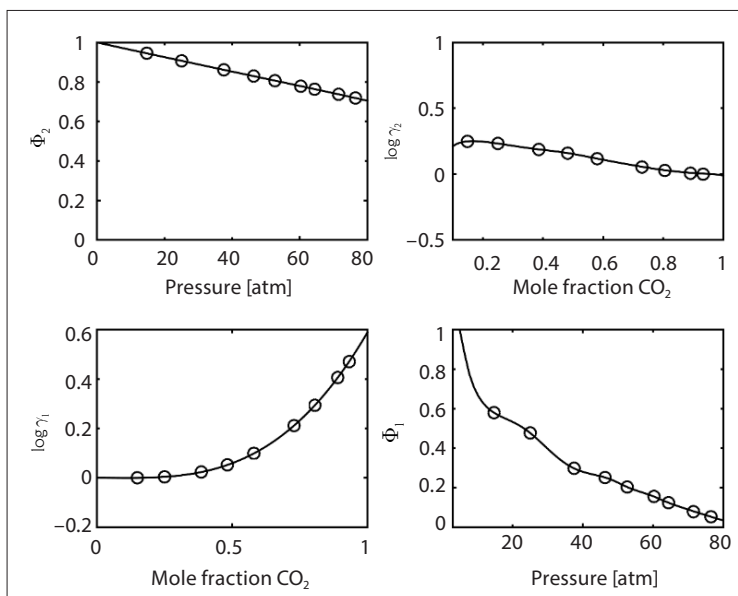 1
0.8
0.6
0.4
0.2
0
Φ₂
0 20 40 60 80
Pressure [atm]
1
0.5
0
−0.5
log γ₂
0.2 0.4 0.6 0.8 1
Mole fraction CO₂
0.6
0.4
0.2
0
−0.2
log γ₁
0 0.5 1
Mole fraction CO₂
1
0.8
0.6
0.4
0.2
0
Φ₁
20 40 60 80
Pressure [atm]